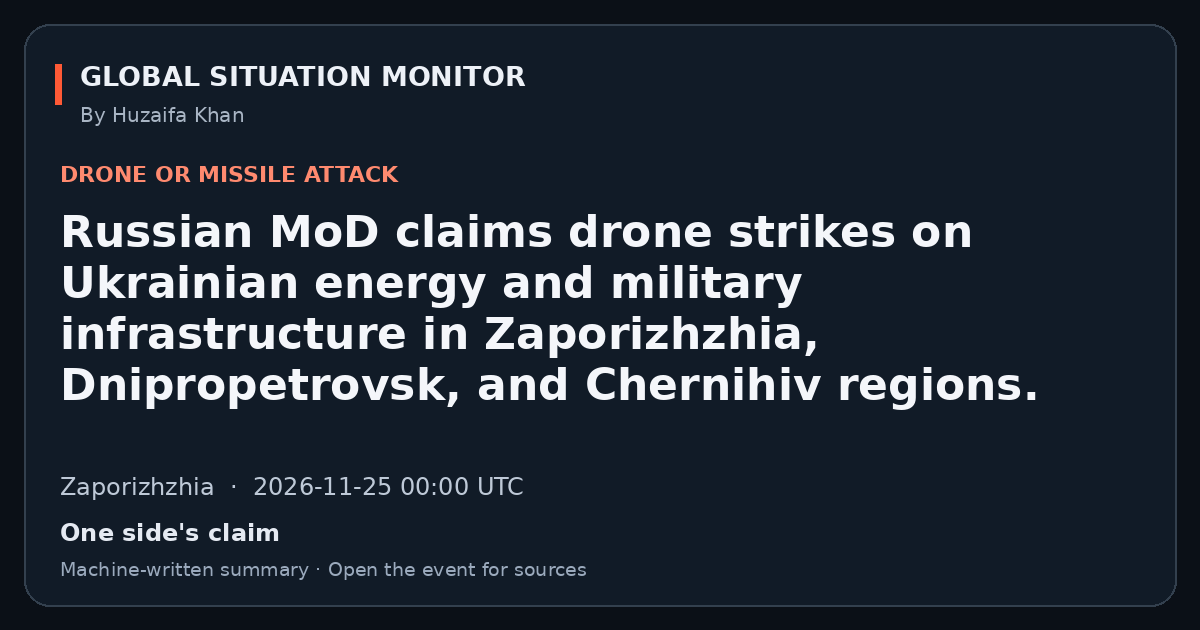 GLOBAL SITUATION MONITOR
By Huzaifa Khan
DRONE OR MISSILE ATTACK
Russian MoD claims drone strikes on
Ukrainian energy and military
infrastructure in Zaporizhzhia,
Dnipropetrovsk, and Chernihiv regions.
Zaporizhzhia · 2026-11-25 00:00 UTC
One side's claim
Machine-written summary · Open the event for sources